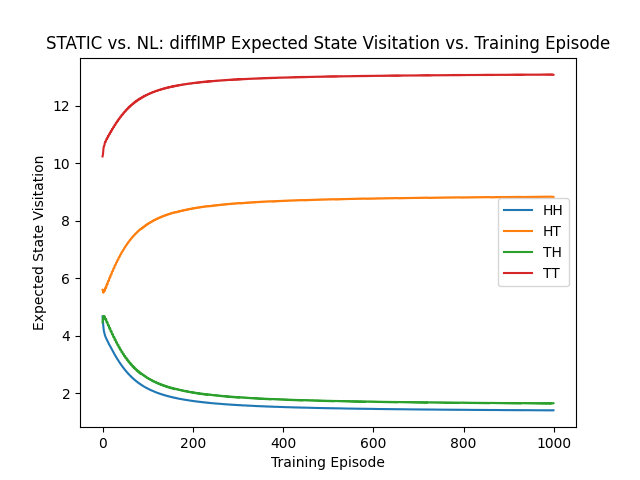 STATIC vs. NL: diffIMP Expected State Visitation vs. Training Episode
Expected State Visitation
12
10
8
6
4
2
HH
HT
TH
TT
0
200
400
600
800
1000
Training Episode